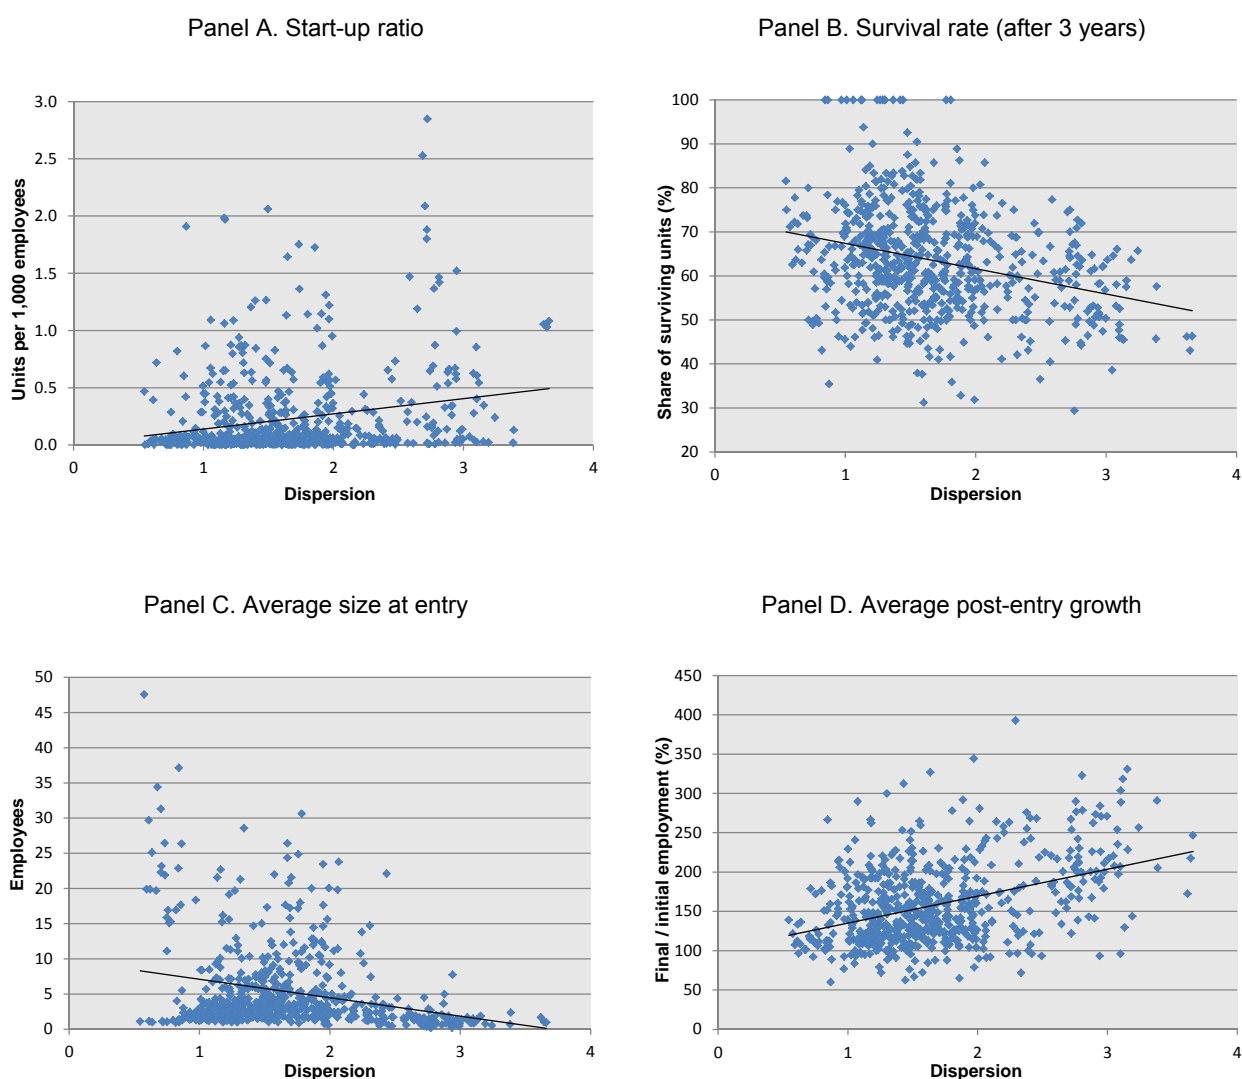 Panel A. Start-up ratio
Units per 1,000 employees
3.0
2.5
2.0
1.5
1.0
0.5
0.0
0 1 2 3 4
Dispersion
Panel B. Survival rate (after 3 years)
Share of surviving units (%)
100
90
80
70
60
50
40
30
20
0 1 2 3 4
Dispersion
Panel C. Average size at entry
Employees
50
45
40
35
30
25
20
15
10
5
0
0 1 2 3 4
Dispersion
Panel D. Average post-entry growth
Final / initial employment (%)
450
400
350
300
250
200
150
100
50
0
0 1 2 3 4
Dispersion